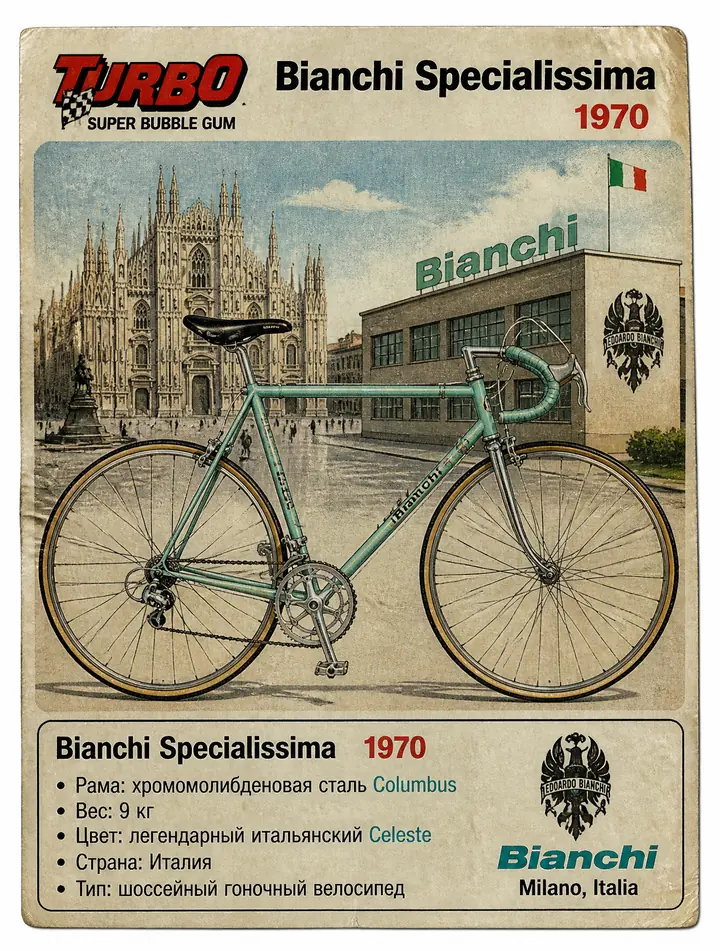 TURBO
SUPER BUBBLE GUM
Bianchi Specialissima
1970
Bianchi
EDOARDO BIANCHI
Bianchi
Bianchi Specialissima 1970
• Рама: хромомолибденовая сталь Columbus
• Вес: 9 кг
• Цвет: легендарный итальянский Celeste
• Страна: Италия
• Тип: шоссейный гоночный велосипед
EDOARDO BIANCHI
Bianchi
Milano, Italia